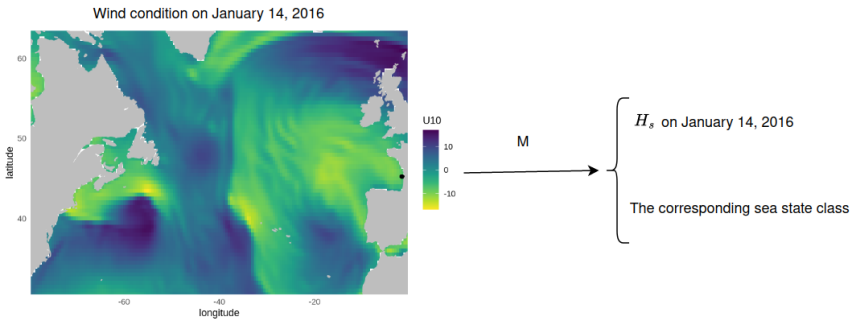 Wind condition on January 14, 2016
60
50
40
latitude
-60
-40
-20
longitude
U10
10
0
-10
M
Hₛ on January 14, 2016
The corresponding sea state class